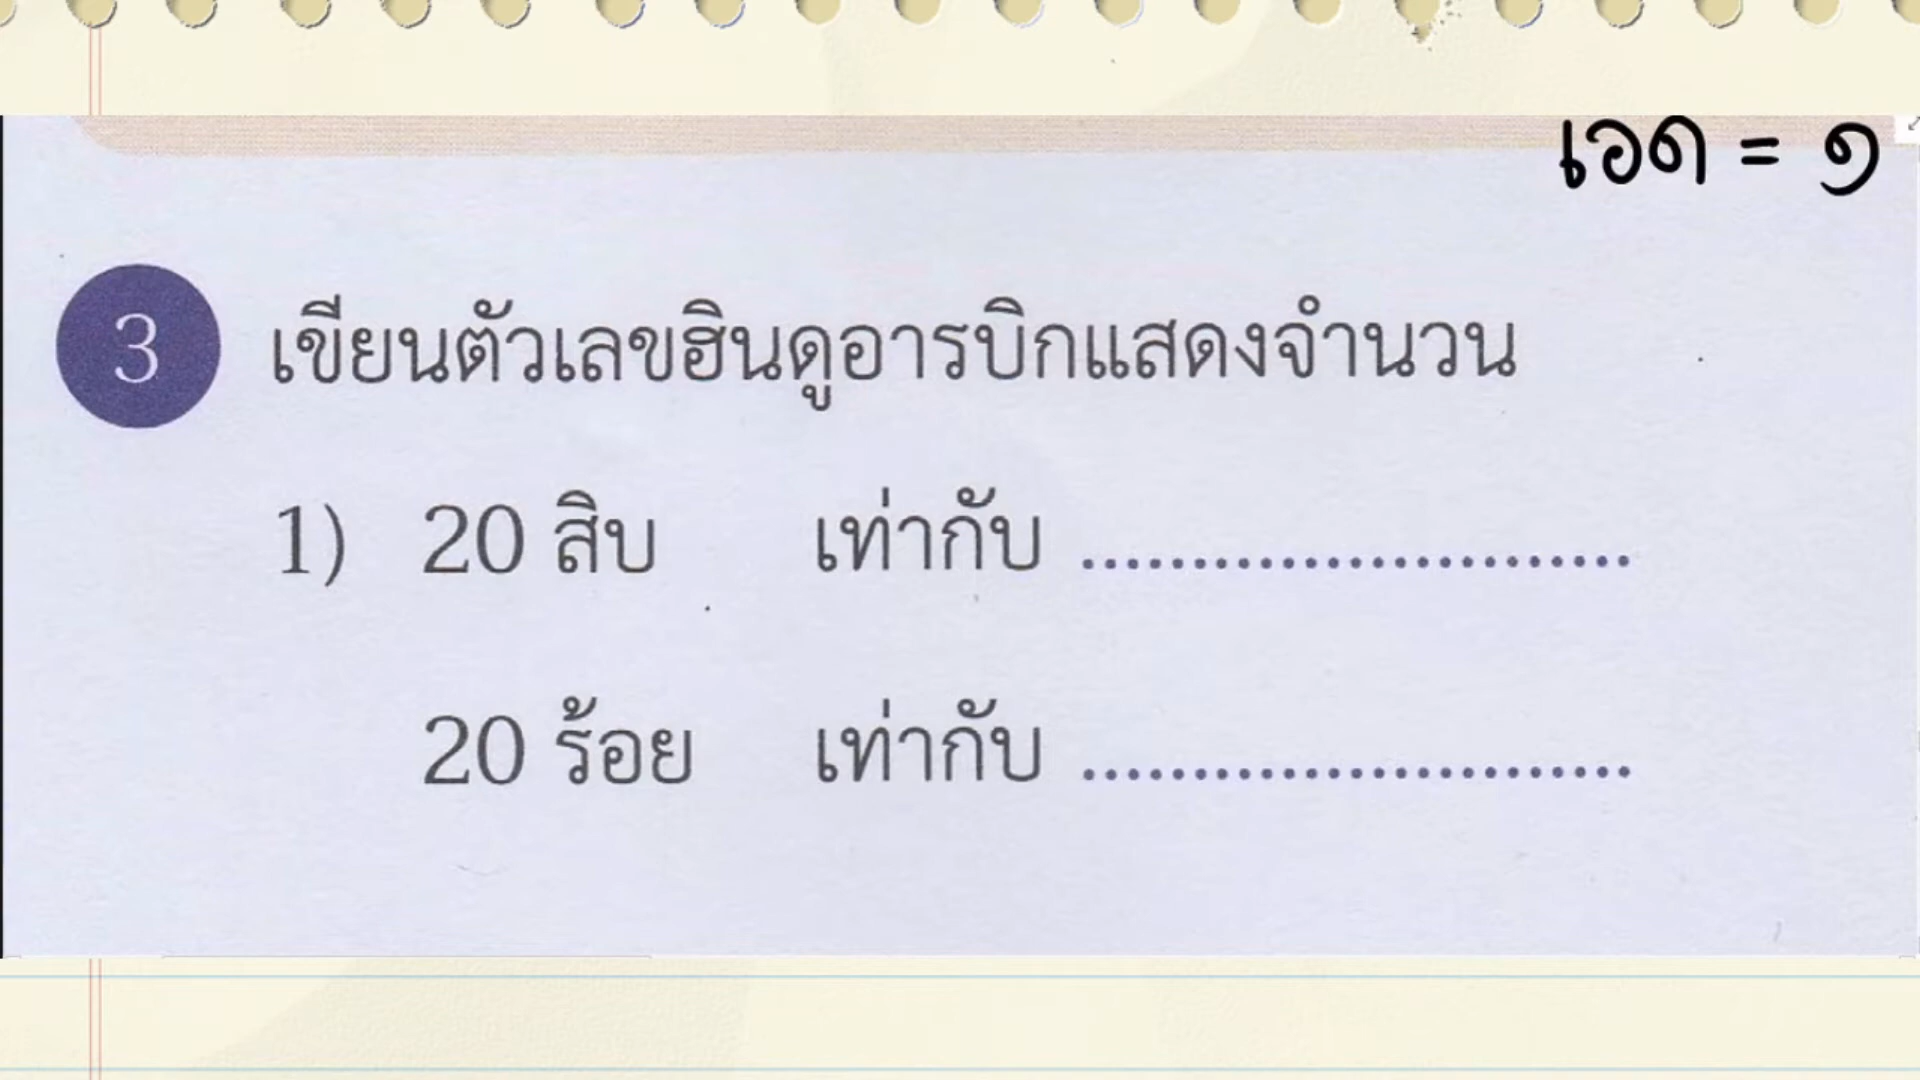 เอด = ๑
3 เขียนตัวเลขฮินดูอารบิกแสดงจำนวน
1) 20 สิบ เท่ากับ .........................
20 ร้อย เท่ากับ .........................